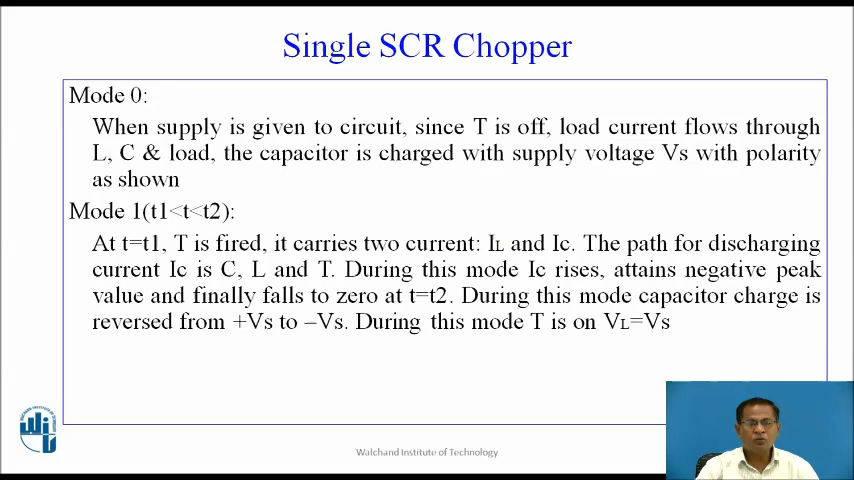 Single SCR Chopper
Mode 0:
When supply is given to circuit, since T is off, load current flows through
L, C & load, the capacitor is charged with supply voltage Vs with polarity
as shown
Mode 1(t1<t<t2):
At t=t1, T is fired, it carries two current: IL and Ic. The path for discharging
current Ic is C, L and T. During this mode Ic rises, attains negative peak
value and finally falls to zero at t=t2. During this mode capacitor charge is
reversed from +Vs to –Vs. During this mode T is on VL=Vs
Walchand Institute of Technology